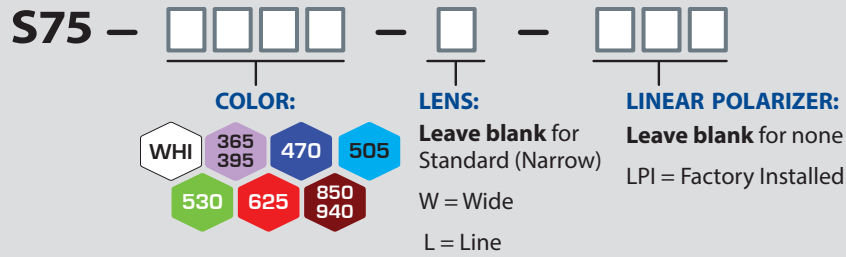 S75 – □□□□ – □ – □□□
COLOR:
WHI
365
395
470
505
530
625
850
940
LENS:
Leave blank for
Standard (Narrow)
W = Wide
L = Line
LINEAR POLARIZER:
Leave blank for none
LPI = Factory Installed